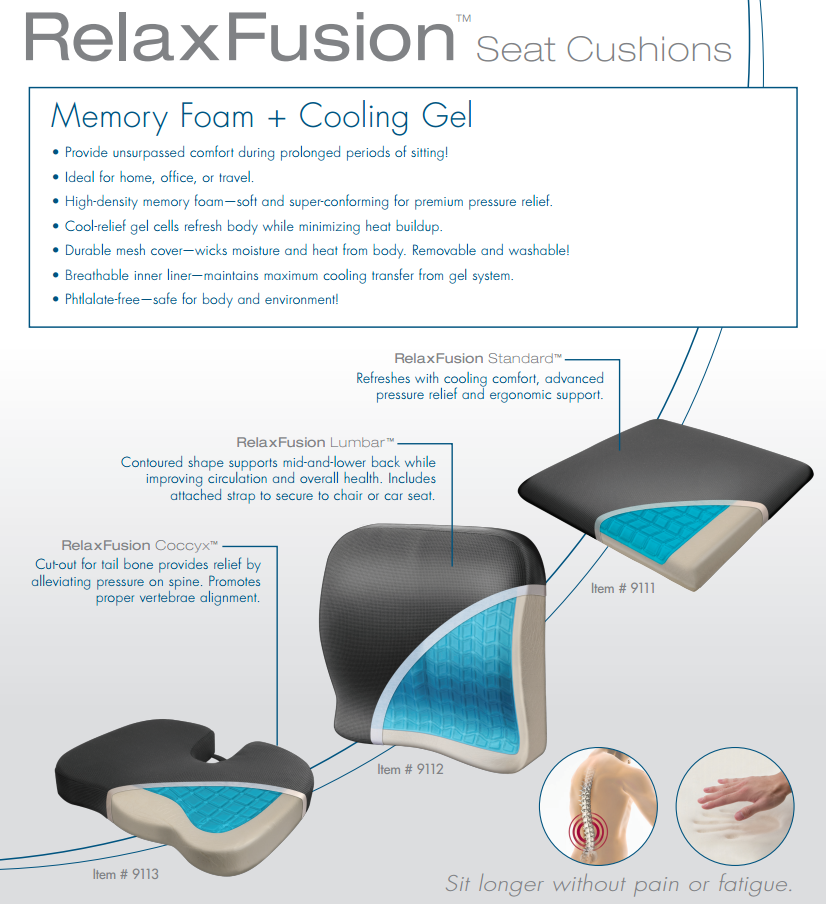 RelaxFusion™ Seat Cushions
Memory Foam + Cooling Gel
• Provide unsurpassed comfort during prolonged periods of sitting!
• Ideal for home, office, or travel.
• High-density memory foam—soft and super-conforming for premium pressure relief.
• Cool-relief gel cells refresh body while minimizing heat buildup.
• Durable mesh cover—wicks moisture and heat from body. Removable and washable!
• Breathable inner liner—maintains maximum cooling transfer from gel system.
• Phtlalate-free—safe for body and environment!
RelaxFusion Standard™
Refreshes with cooling comfort, advanced
pressure relief and ergonomic support.
RelaxFusion Lumbar™
Contoured shape supports mid-and-lower back while
improving circulation and overall health. Includes
attached strap to secure to chair or car seat.
RelaxFusion Coccyx™
Cut-out for tail bone provides relief by
alleviating pressure on spine. Promotes
proper vertebrae alignment.
Item # 9111
Item # 9112
Item # 9113
Sit longer without pain or fatigue.